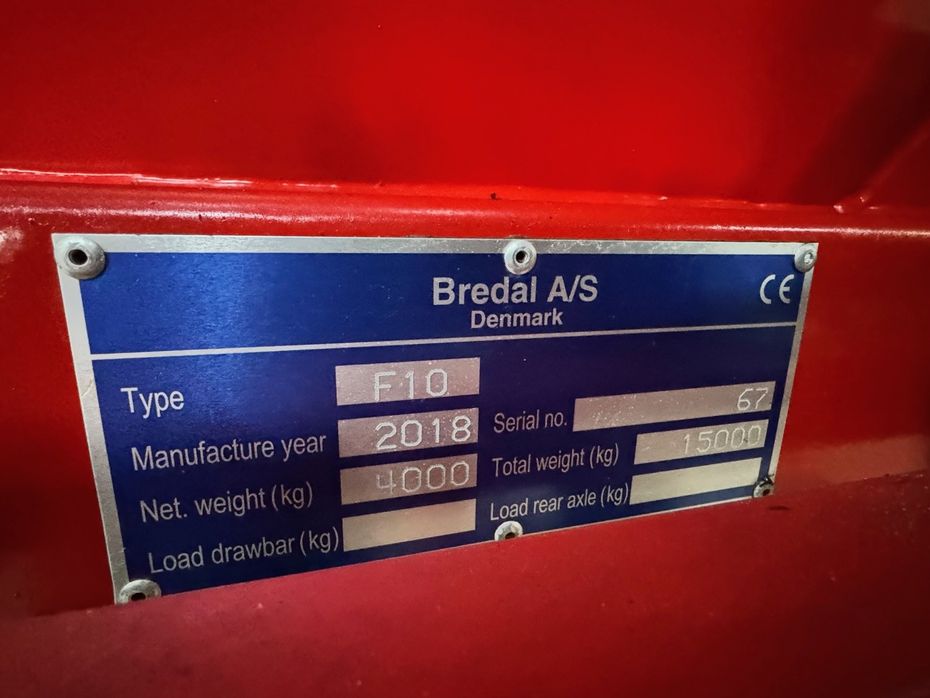 Bredal A/S
Denmark
CE
Type F10
Manufacture year 2018
Serial no. 67
Net. weight (kg) 4000
Total weight (kg) 15000
Load drawbar (kg)
Load rear axle (kg)